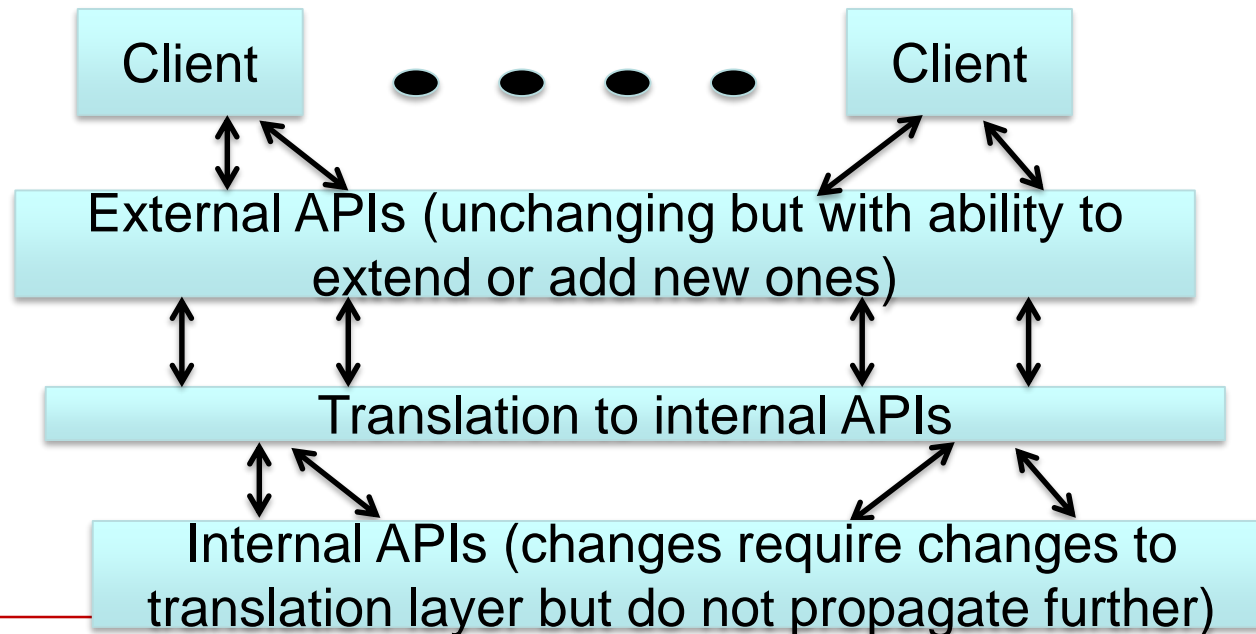 Client
Client
External APIs (unchanging but with ability to
extend or add new ones)
Translation to internal APIs
Internal APIs (changes require changes to
translation layer but do not propagate further)